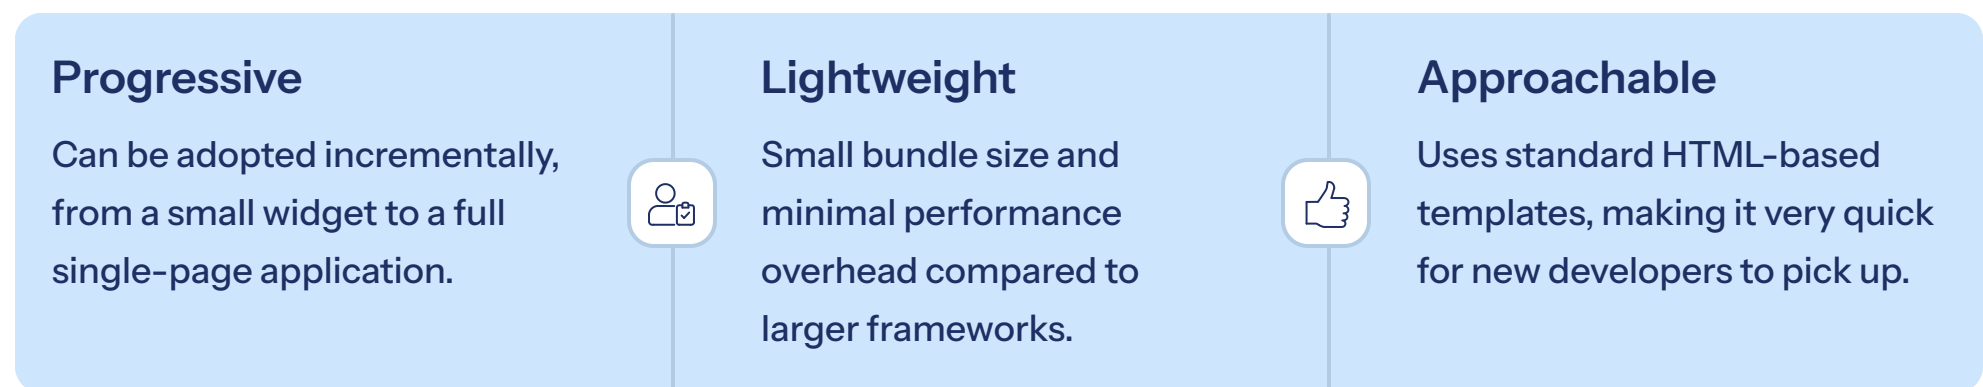 Progressive
Can be adopted incrementally,
from a small widget to a full
single-page application.
Lightweight
Small bundle size and
minimal performance
overhead compared to
larger frameworks.
Approachable
Uses standard HTML-based
templates, making it very quick
for new developers to pick up.